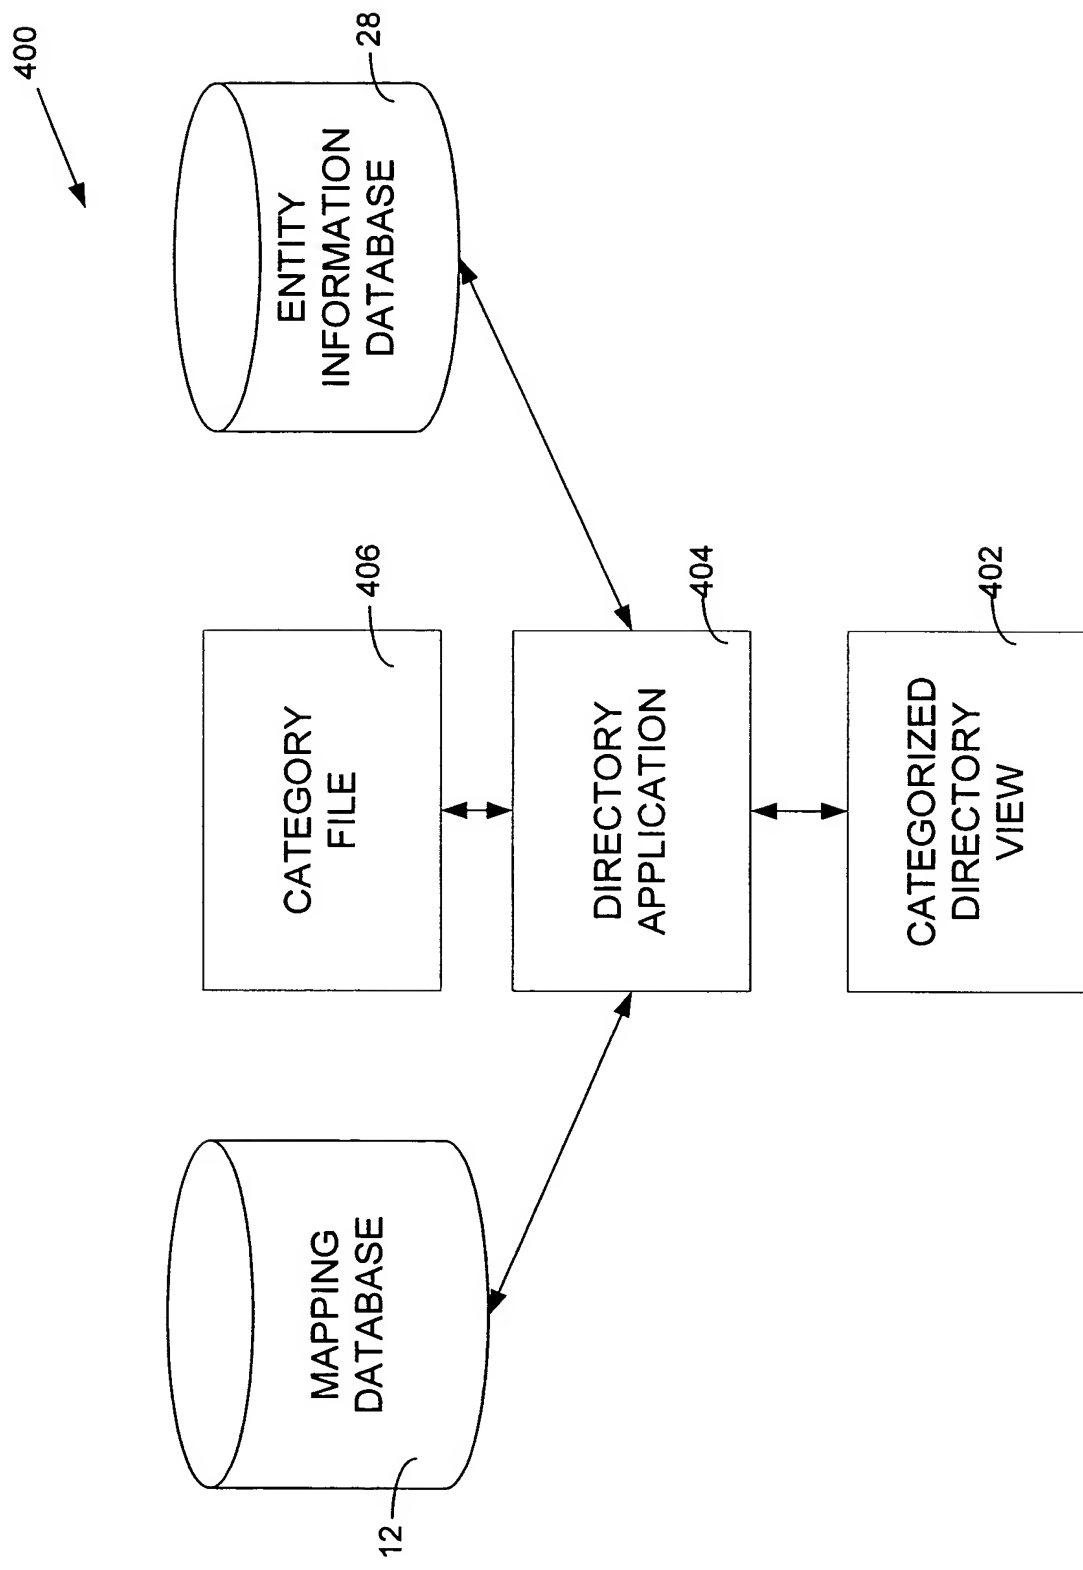 400
MAPPING
DATABASE
12
CATEGORY
FILE
406
ENTITY
INFORMATION
DATABASE
28
DIRECTORY
APPLICATION
404
CATEGORIZED
DIRECTORY
VIEW
402